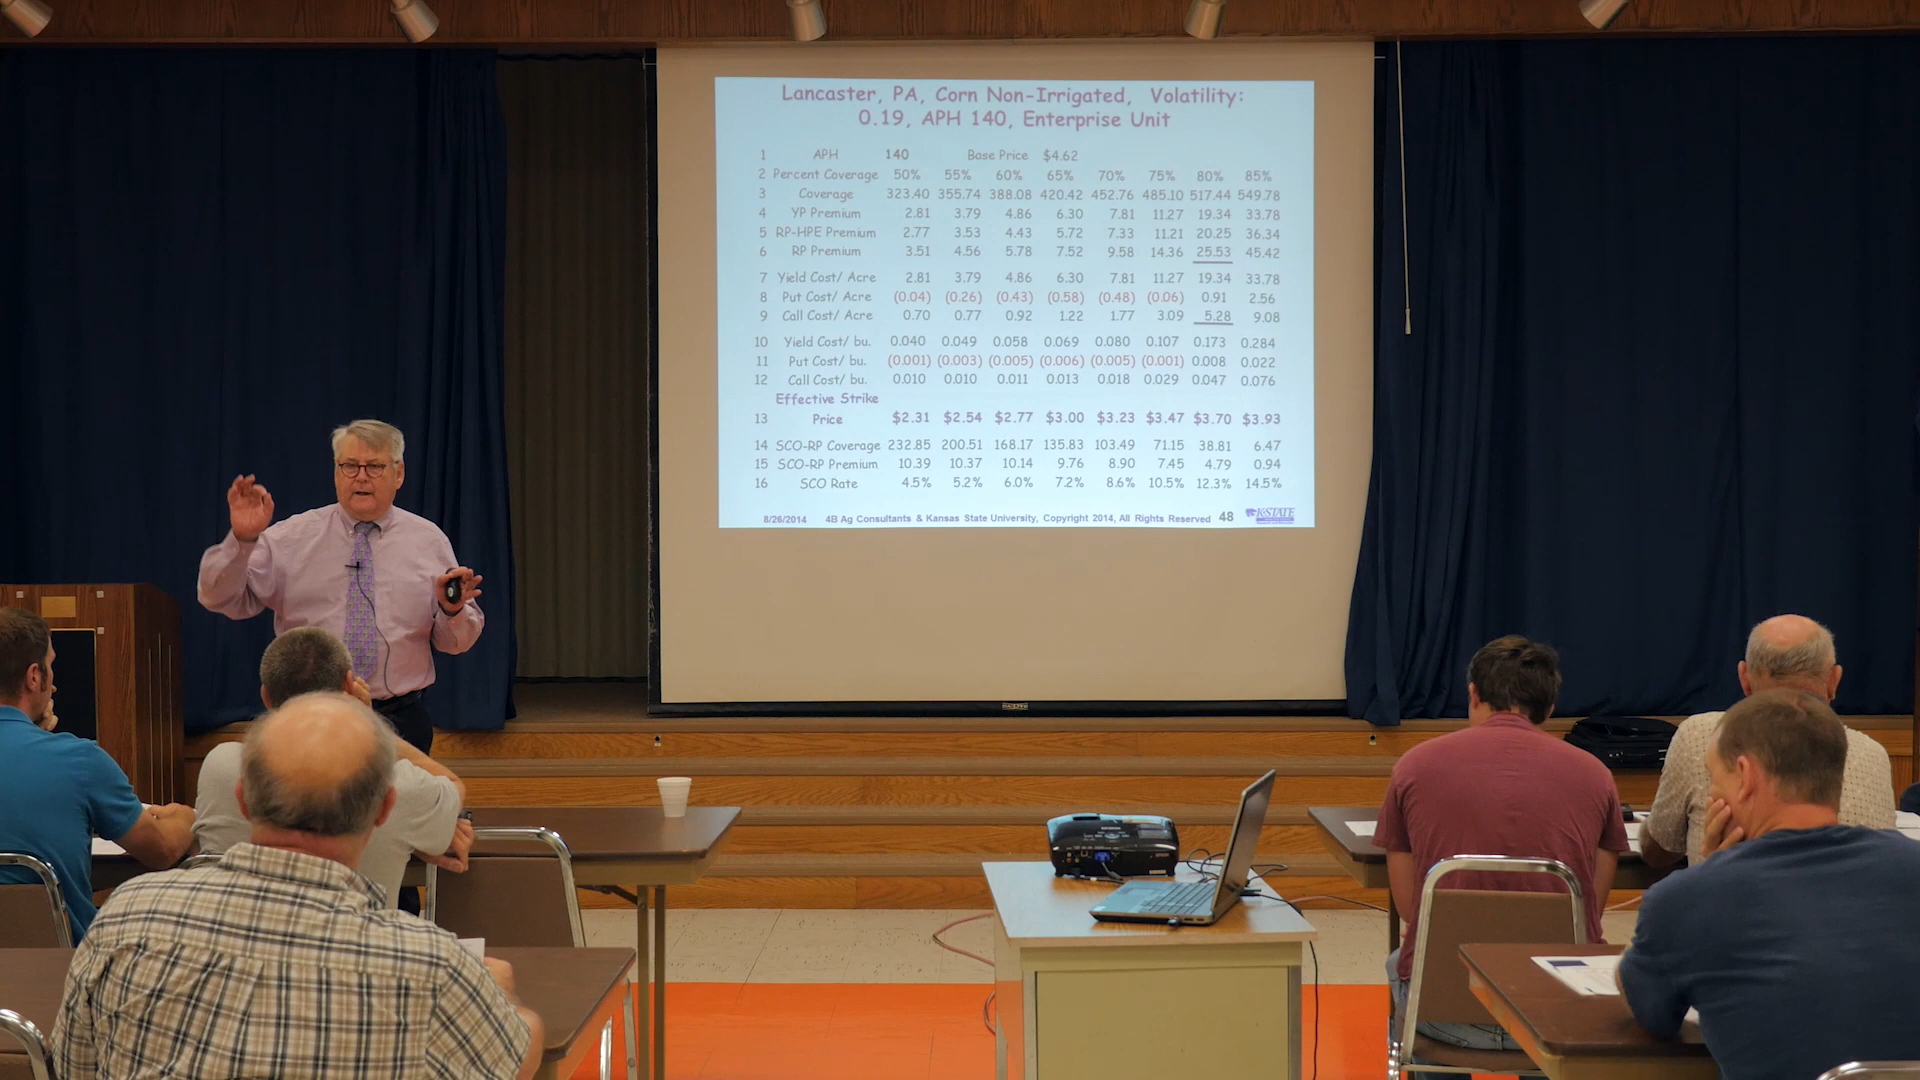 Lancaster, PA, Corn Non-Irrigated, Volatility:
0.19, APH 140, Enterprise Unit
1 APH 140 Base Price $4.62
2 Percent Coverage 50% 55% 60% 65% 70% 75% 80% 85%
3 Coverage 323.40 355.74 388.08 420.42 452.76 485.10 517.44 549.78
4 YP Premium 2.81 3.79 4.86 6.30 7.81 11.27 19.34 33.78
5 RP-HPE Premium 2.77 3.53 4.43 5.72 7.33 11.21 20.25 36.34
6 RP Premium 3.51 4.56 5.78 7.52 9.58 14.36 25.53 45.42
7 Yield Cost/ Acre 2.81 3.79 4.86 6.30 7.81 11.27 19.34 33.78
8 Put Cost/ Acre (0.04) (0.26) (0.43) (0.58) (0.48) (0.06) 0.91 2.56
9 Call Cost/ Acre 0.70 0.77 0.92 1.22 1.77 3.09 5.28 9.08
10 Yield Cost/ bu. 0.040 0.049 0.058 0.069 0.080 0.107 0.173 0.284
11 Put Cost/ bu. (0.001) (0.003) (0.005) (0.006) (0.005) (0.001) 0.008 0.022
12 Call Cost/ bu. 0.010 0.010 0.011 0.013 0.018 0.029 0.047 0.076
Effective Strike
13 Price $2.31 $2.54 $2.77 $3.00 $3.23 $3.47 $3.70 $3.93
14 SCO-RP Coverage 232.85 200.51 168.17 135.83 103.49 71.15 38.81 6.47
15 SCO-RP Premium 10.39 10.37 10.14 9.76 8.90 7.45 4.79 0.94
16 SCO Rate 4.5% 5.2% 6.0% 7.2% 8.6% 10.5% 12.3% 14.5%
8/26/2014 4B Ag Consultants & Kansas State University, Copyright 2014, All Rights Reserved 48 K-STATE